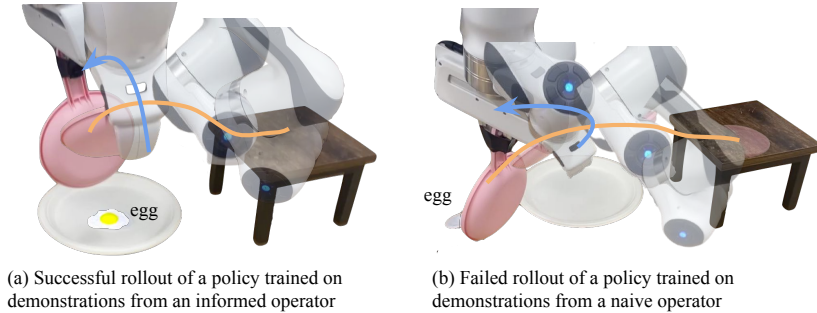 egg
egg
(a) Successful rollout of a policy trained on
demonstrations from an informed operator
(b) Failed rollout of a policy trained on
demonstrations from a naive operator